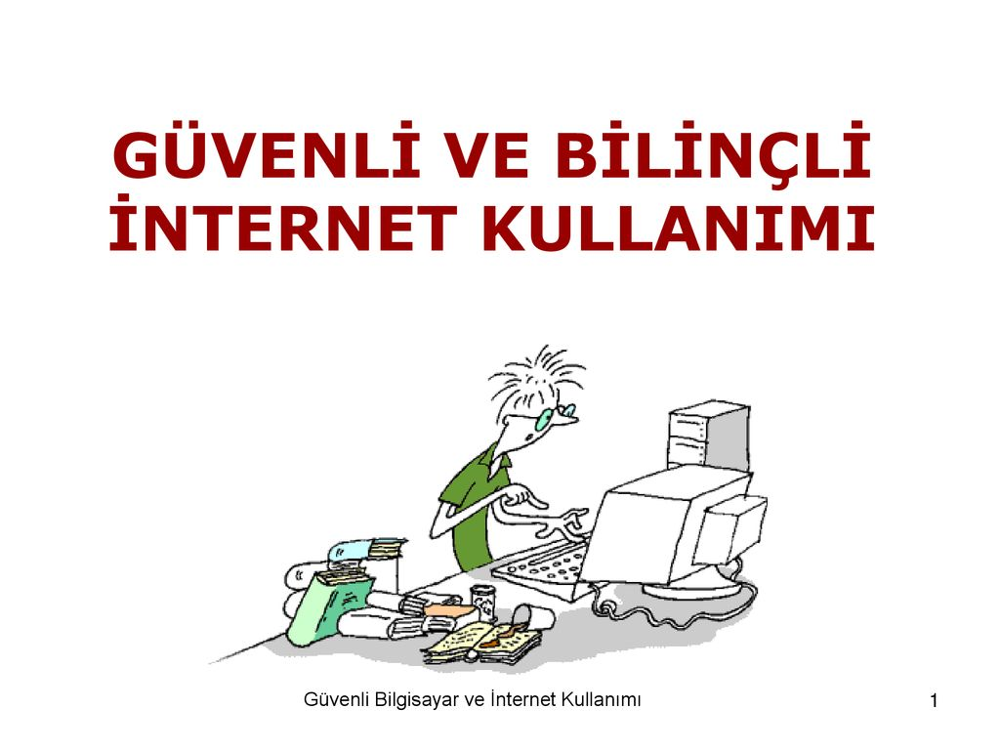 GÜVENLİ VE BİLİNÇLİ
İNTERNET KULLANIMI
Güvenli Bilgisayar ve İnternet Kullanımı
1